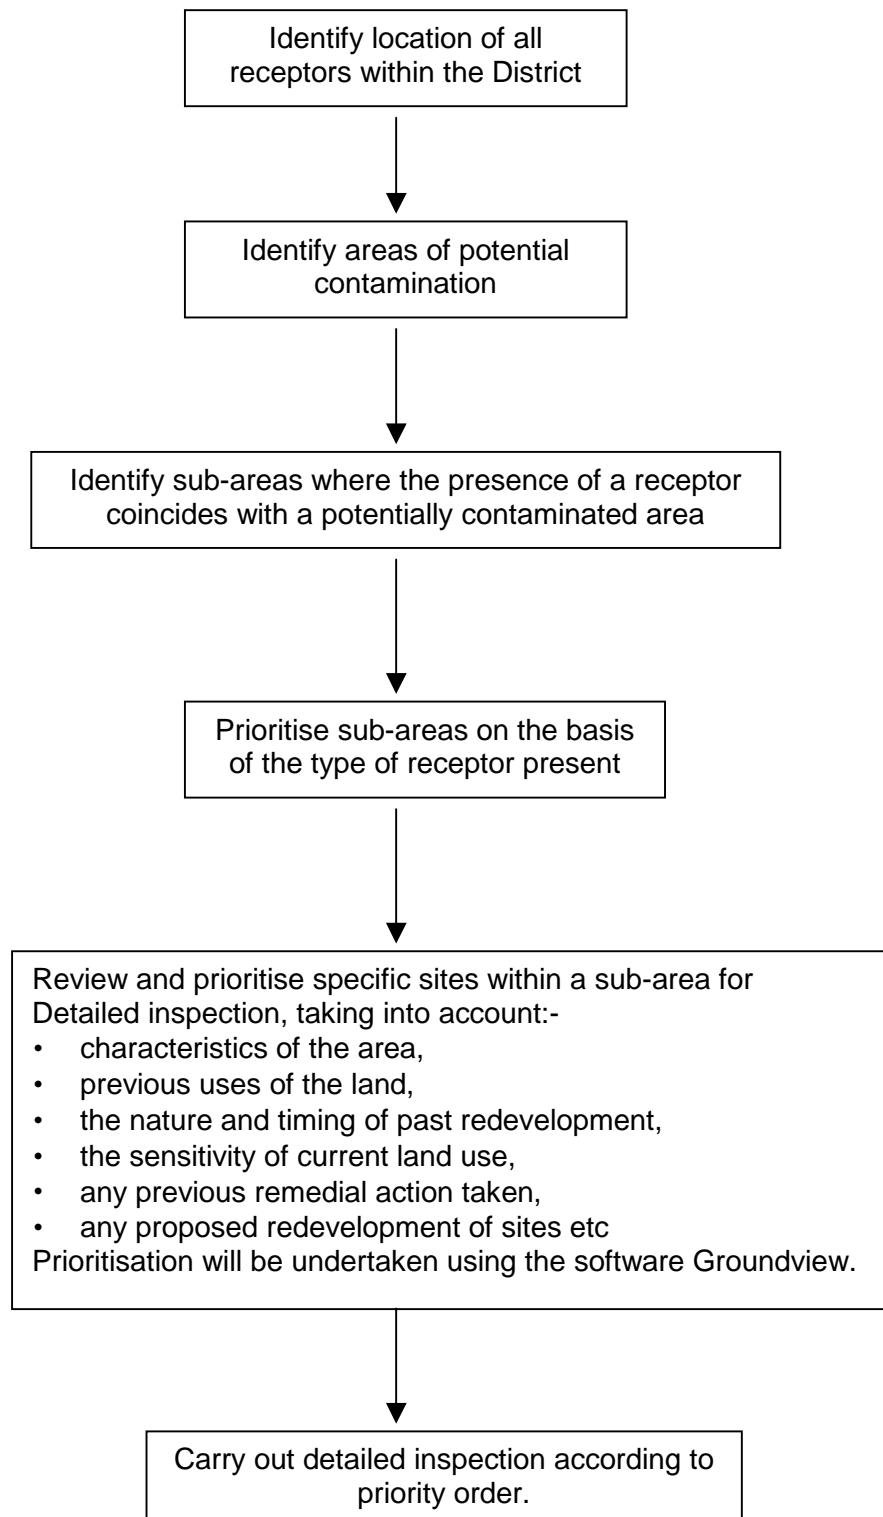 Identify location of all
receptors within the District
Identify areas of potential
contamination
Identify sub-areas where the presence of a receptor
coincides with a potentially contaminated area
Prioritise sub-areas on the basis
of the type of receptor present
Review and prioritise specific sites within a sub-area for
Detailed inspection, taking into account:-
• characteristics of the area,
• previous uses of the land,
• the nature and timing of past redevelopment,
• the sensitivity of current land use,
• any previous remedial action taken,
• any proposed redevelopment of sites etc
Prioritisation will be undertaken using the software Groundview.
Carry out detailed inspection according to
priority order.